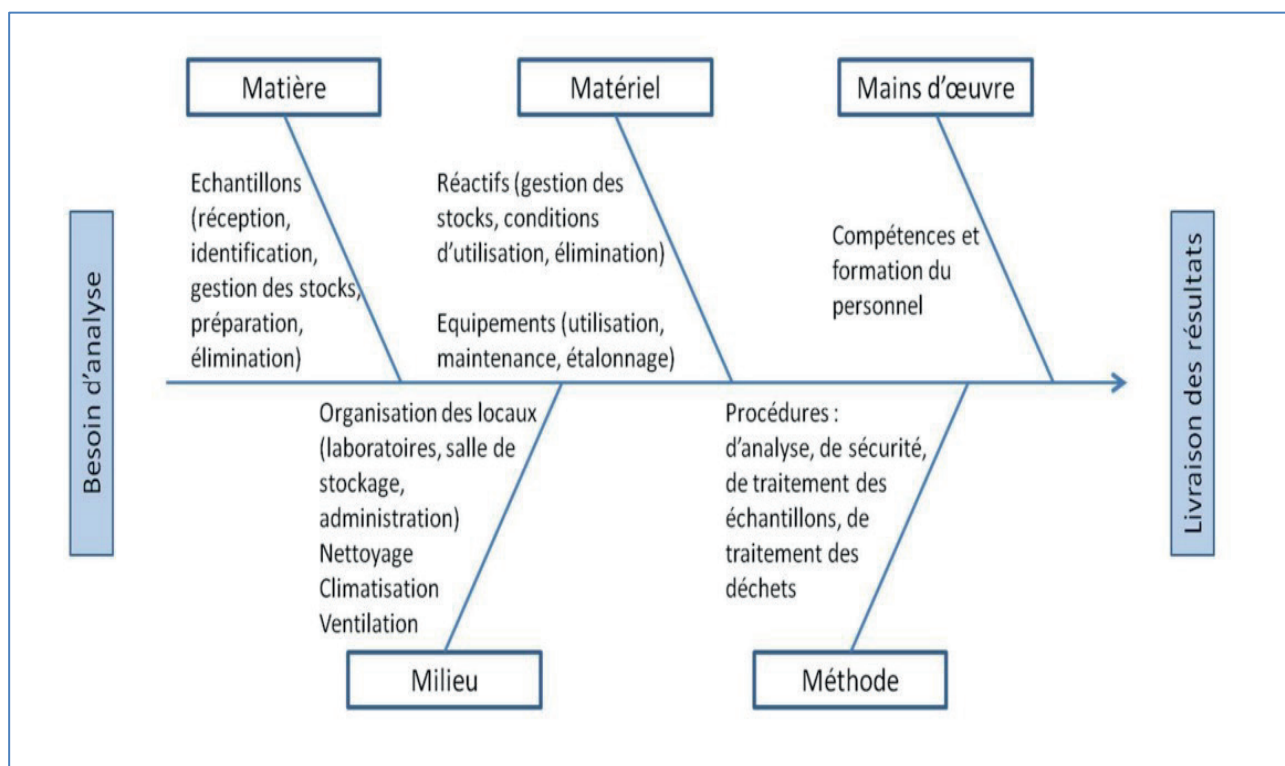 Matière
Matériel
Mains d'œuvre
Echantillons
(réception,
identification,
gestion des stocks,
préparation,
élimination)
Réactifs (gestion des
stocks, conditions
d'utilisation, élimination)
Equipements (utilisation,
maintenance, étalonnage)
Compétences et
formation du
personnel
Besoin d'analyse
Livraison des résultats
Organisation des locaux
(laboratoires, salle de
stockage,
administration)
Nettoyage
Climatisation
Ventilation
Procédures :
d'analyse, de sécurité,
de traitement des
échantillons, de
traitement des
déchets
Milieu
Méthode